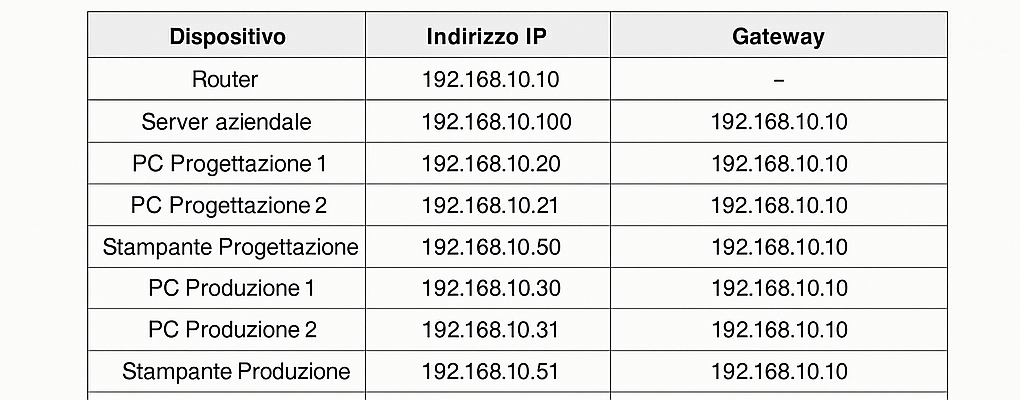 Dispositivo Indirizzo IP Gateway
Router 192.168.10.10 –
Server aziendale 192.168.10.100 192.168.10.10
PC Progettazione 1 192.168.10.20 192.168.10.10
PC Progettazione 2 192.168.10.21 192.168.10.10
Stampante Progettazione 192.168.10.50 192.168.10.10
PC Produzione 1 192.168.10.30 192.168.10.10
PC Produzione 2 192.168.10.31 192.168.10.10
Stampante Produzione 192.168.10.51 192.168.10.10